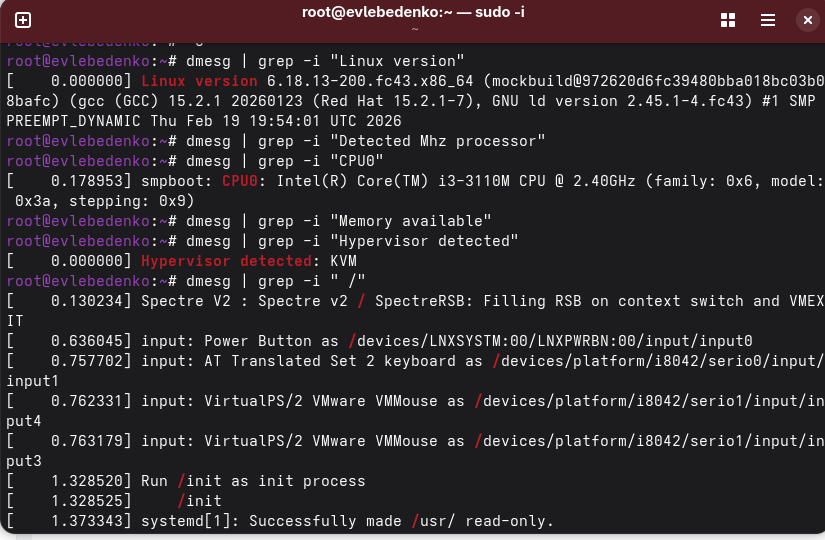 root@evlebedenko:~ — sudo -i
~
root@evlebedenko:~# dmesg | grep -i "Linux version"
[    0.000000] Linux version 6.18.13-200.fc43.x86_64 (mockbuild@972620d6fc39480bba018bc03b0
8bafc) (gcc (GCC) 15.2.1 20260123 (Red Hat 15.2.1-7), GNU ld version 2.45.1-4.fc43) #1 SMP
PREEMPT_DYNAMIC Thu Feb 19 19:54:01 UTC 2026
root@evlebedenko:~# dmesg | grep -i "Detected Mhz processor"
root@evlebedenko:~# dmesg | grep -i "CPU0"
[    0.178953] smpboot: CPU0: Intel(R) Core(TM) i3-3110M CPU @ 2.40GHz (family: 0x6, model:
 0x3a, stepping: 0x9)
root@evlebedenko:~# dmesg | grep -i "Memory available"
root@evlebedenko:~# dmesg | grep -i "Hypervisor detected"
[    0.000000] Hypervisor detected: KVM
root@evlebedenko:~# dmesg | grep -i " /"
[    0.130234] Spectre V2 : Spectre v2 / SpectreRSB: Filling RSB on context switch and VMEX
IT
[    0.636045] input: Power Button as /devices/LNXSYSTM:00/LNXPWRBN:00/input/input0
[    0.757702] input: AT Translated Set 2 keyboard as /devices/platform/i8042/serio0/input/
input1
[    0.762331] input: VirtualPS/2 VMware VMMouse as /devices/platform/i8042/serio1/input/in
put4
[    0.763179] input: VirtualPS/2 VMware VMMouse as /devices/platform/i8042/serio1/input/in
put3
[    1.328520] Run /init as init process
[    1.328525]     /init
[    1.373343] systemd[1]: Successfully made /usr/ read-only.